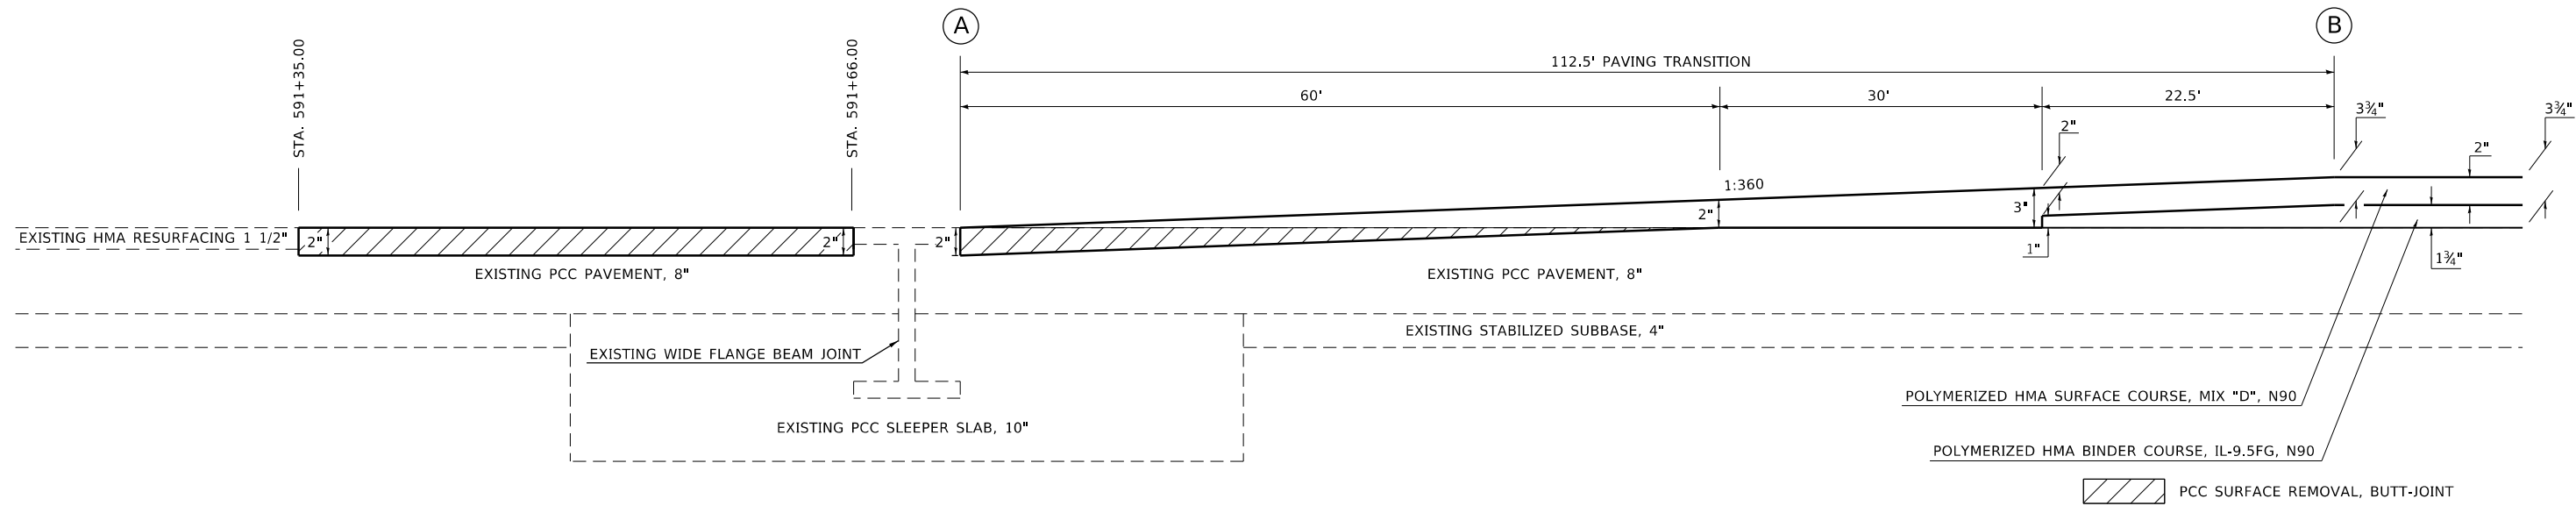 A
B
STA. 591+35.00
STA. 591+66.00
112.5' PAVING TRANSITION
60'
30'
22.5'
3¾"
3¾"
2"
2"
1:360
2"
3"
EXISTING HMA RESURFACING 1 1/2"
2"
2"
2"
1"
1¾"
EXISTING PCC PAVEMENT, 8"
EXISTING PCC PAVEMENT, 8"
EXISTING STABILIZED SUBBASE, 4"
EXISTING WIDE FLANGE BEAM JOINT
POLYMERIZED HMA SURFACE COURSE, MIX "D", N90
EXISTING PCC SLEEPER SLAB, 10"
POLYMERIZED HMA BINDER COURSE, IL-9.5FG, N90
PCC SURFACE REMOVAL, BUTT-JOINT